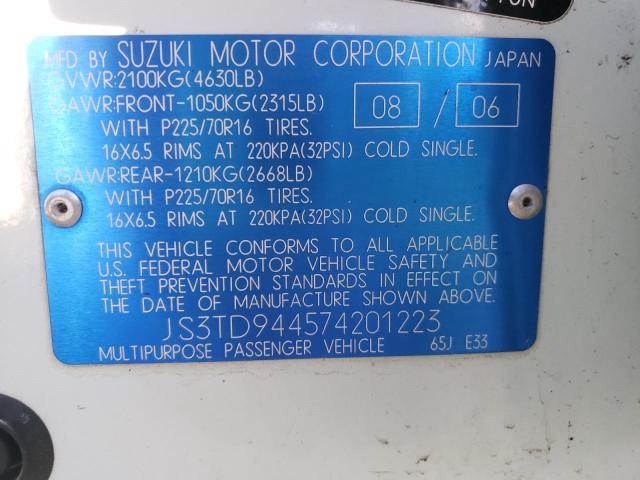 MFD BY SUZUKI MOTOR CORPORATION JAPAN
GVWR:2100KG(4630LB)
GAWR:FRONT-1050KG(2315LB) 08 / 06
WITH P225/70R16 TIRES.
16X6.5 RIMS AT 220KPA(32PSI) COLD SINGLE.
GAWR:REAR-1210KG(2668LB)
WITH P225/70R16 TIRES.
16X6.5 RIMS AT 220KPA(32PSI) COLD SINGLE.
THIS VEHICLE CONFORMS TO ALL APPLICABLE
U.S. FEDERAL MOTOR VEHICLE SAFETY AND
THEFT PREVENTION STANDARDS IN EFFECT ON
THE DATE OF MANUFACTURE SHOWN ABOVE.
JS3TD944574201223
MULTIPURPOSE PASSENGER VEHICLE 65J E33